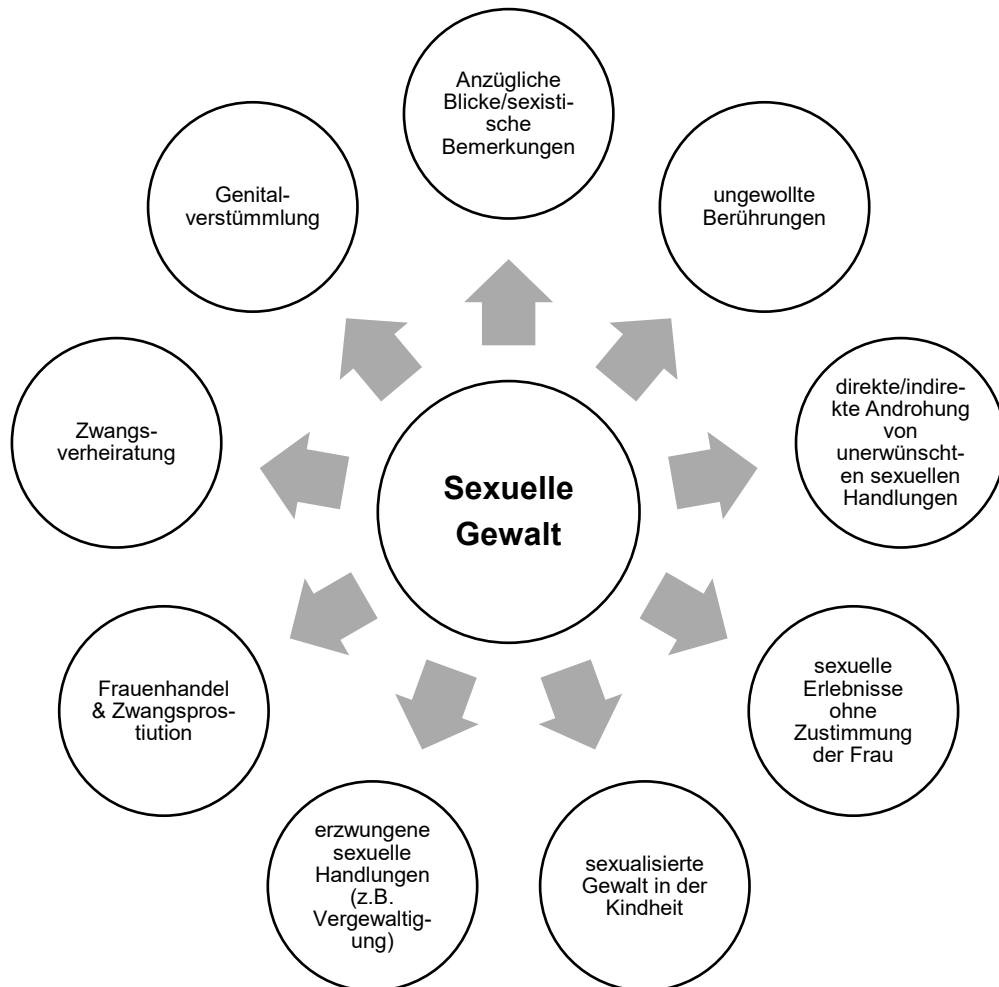 Anzügliche
Blicke/sexisti-
sche
Bemerkungen
ungewollte
Berührungen
direkte/indire-
kte Androhung
von
unerwünscht-
en sexuellen
Handlungen
sexuelle
Erlebnisse
ohne
Zustimmung
der Frau
sexualisierte
Gewalt in der
Kindheit
erzwungene
sexuelle
Handlungen
(z.B.
Vergewaltig-
ung)
Frauenhandel
& Zwangspros-
tiution
Zwangs-
verheiratung
Genital-
verstümmlung
Sexuelle
Gewalt